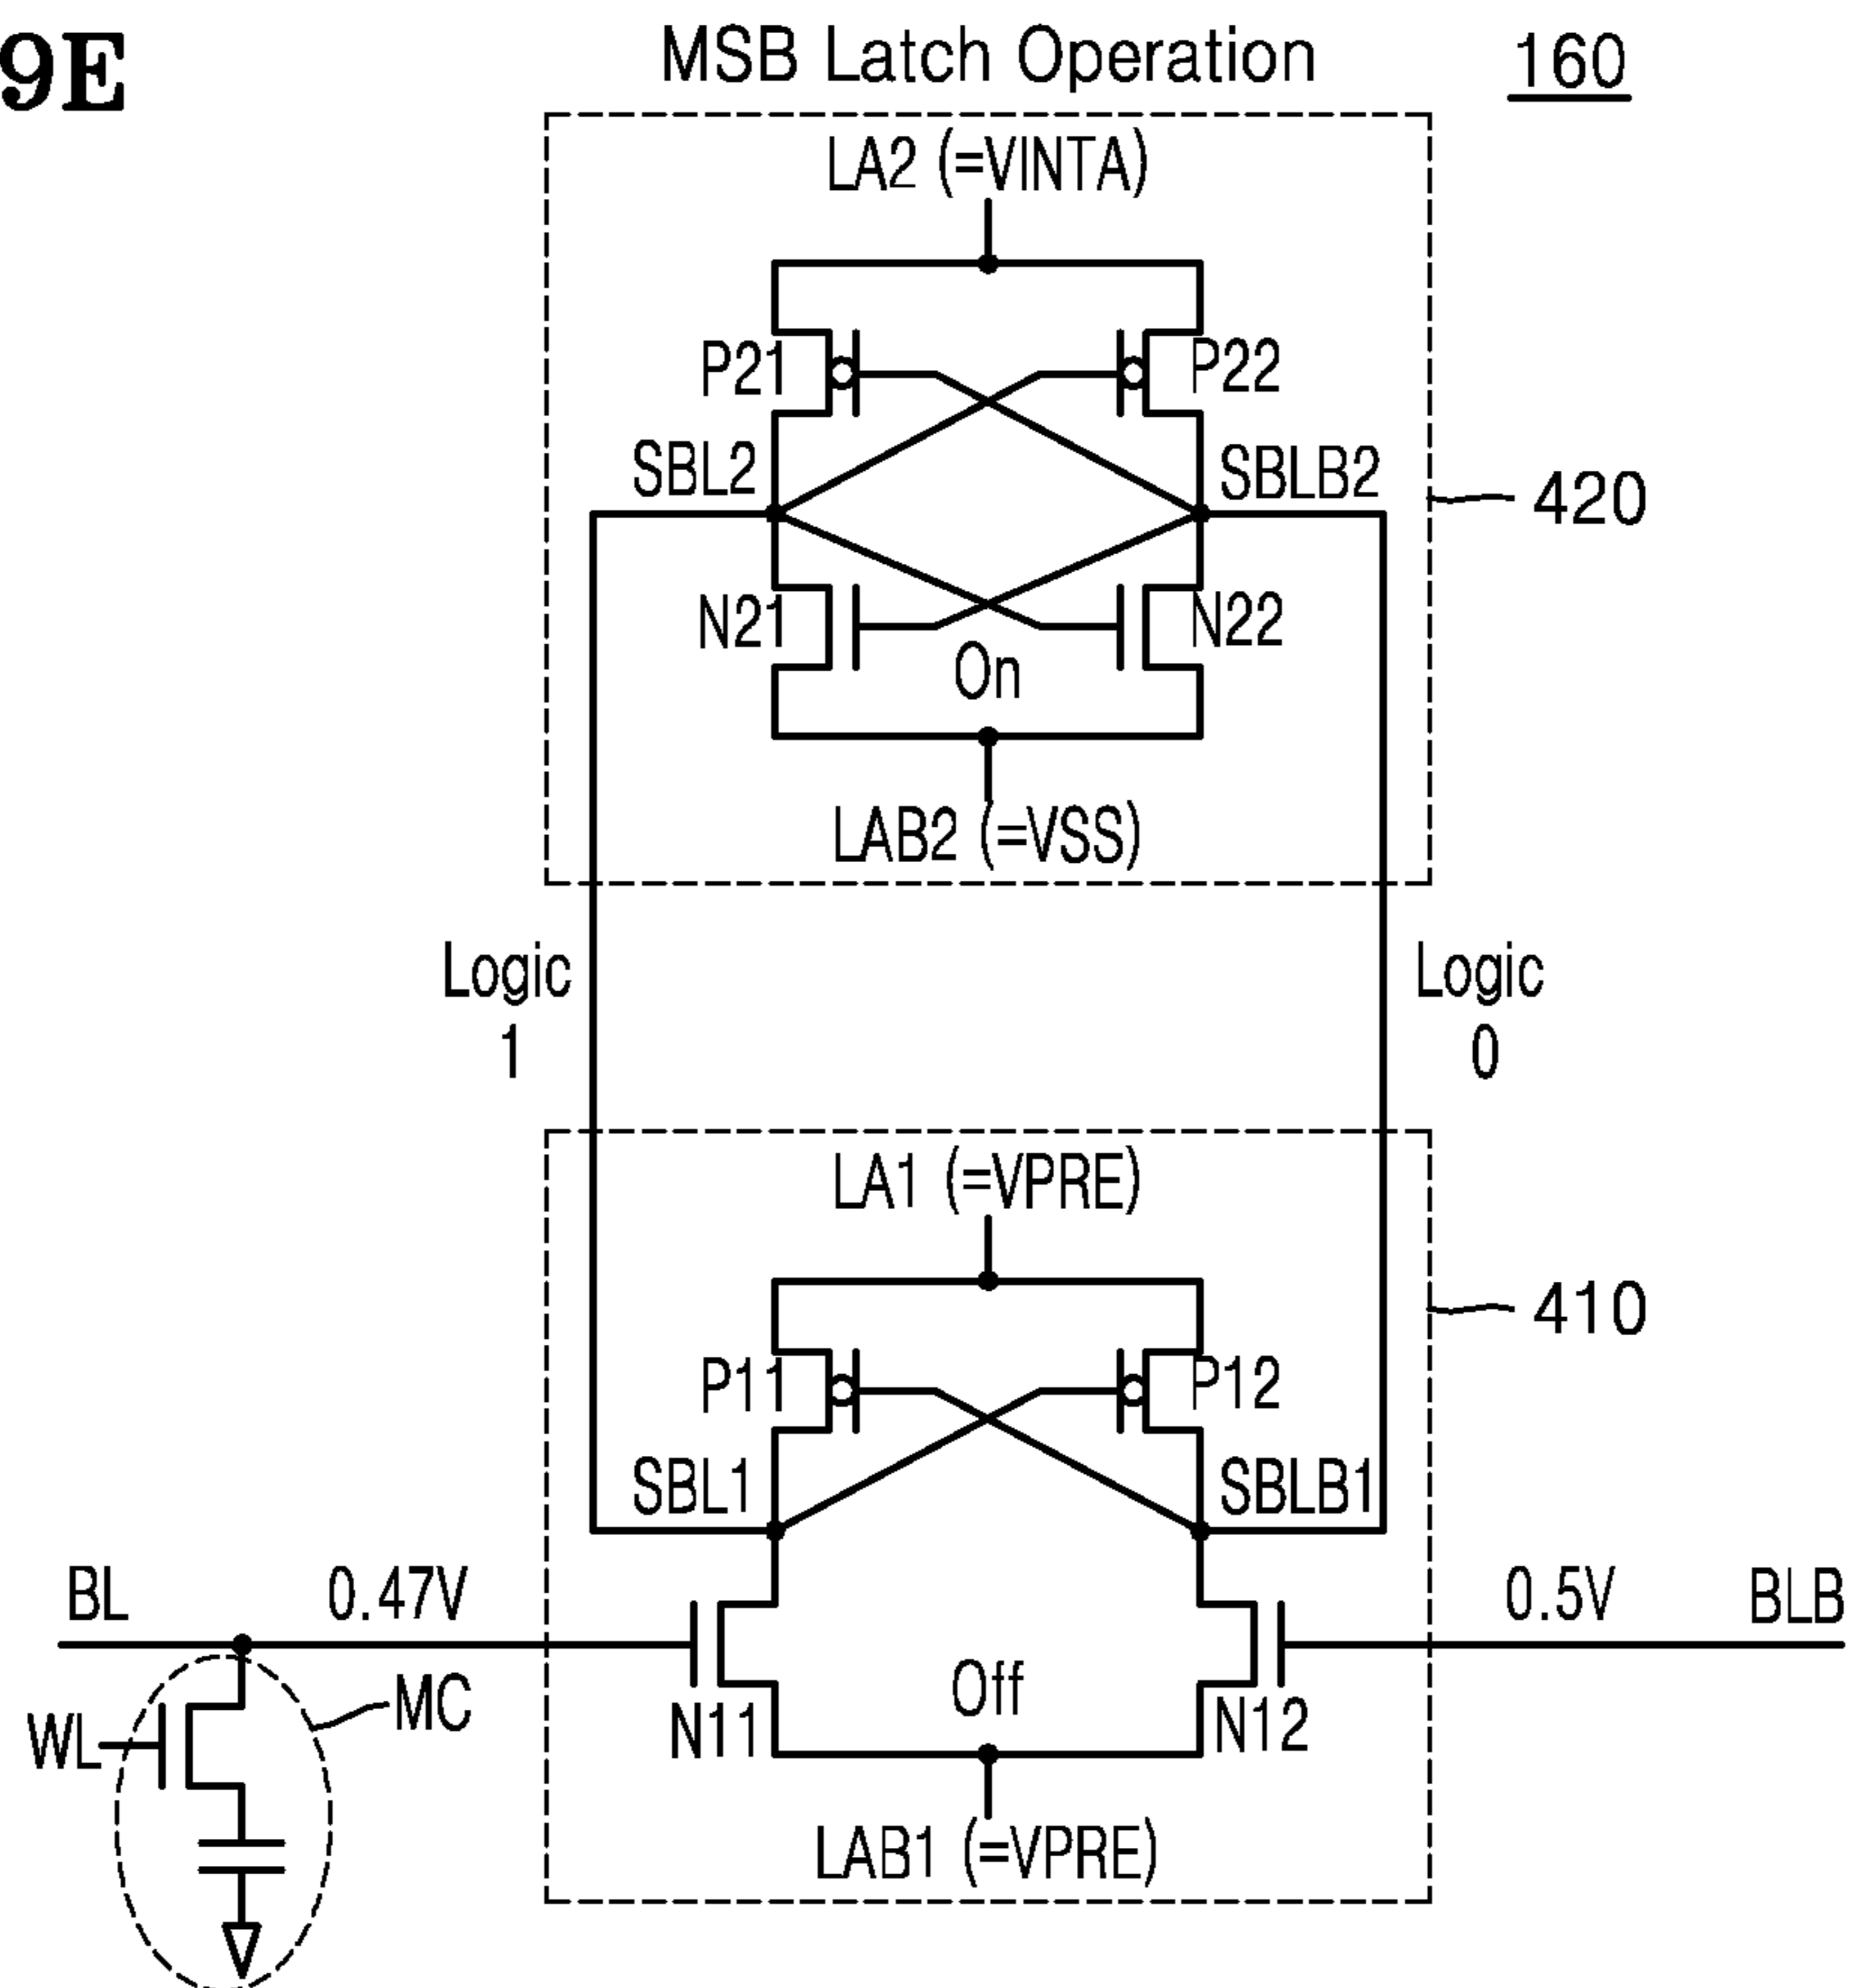 9E
MSB Latch Operation
160
LA2 (=VINTA)
P21
P22
SBL2
SBLB2
420
N21
N22
On
LAB2 (=VSS)
Logic
1
Logic
0
LA1 (=VPRE)
410
P11
P12
SBL1
SBLB1
BL
0.47V
0.5V
BLB
Off
MC
N11
N12
WL
LAB1 (=VPRE)